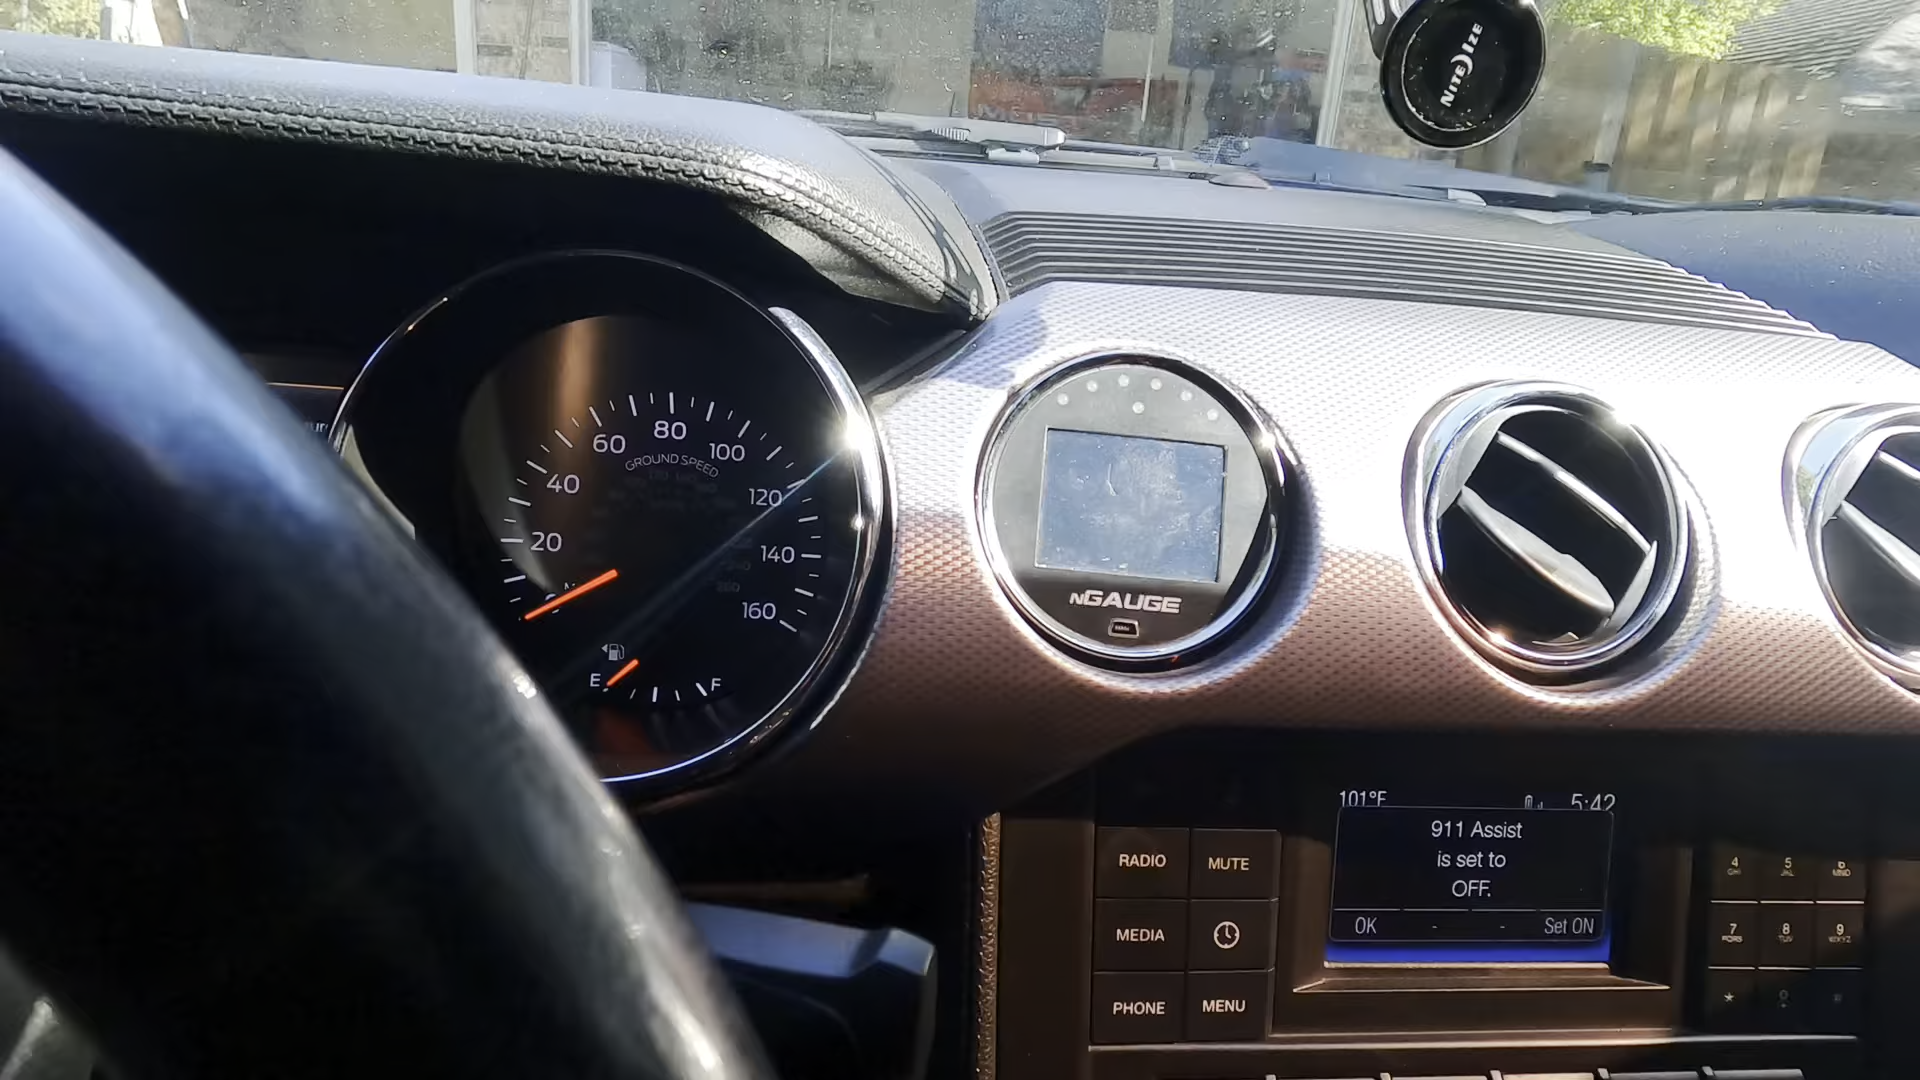 NITE IZE
80
60
100
GROUND SPEED
40
120
20
140
0
160
E
F
nGAUGE
101°F
5:42
911 Assist
is set to
OFF.
OK - - Set ON
RADIO
MUTE
MEDIA
PHONE
MENU
4
5
6
7
8
9
*